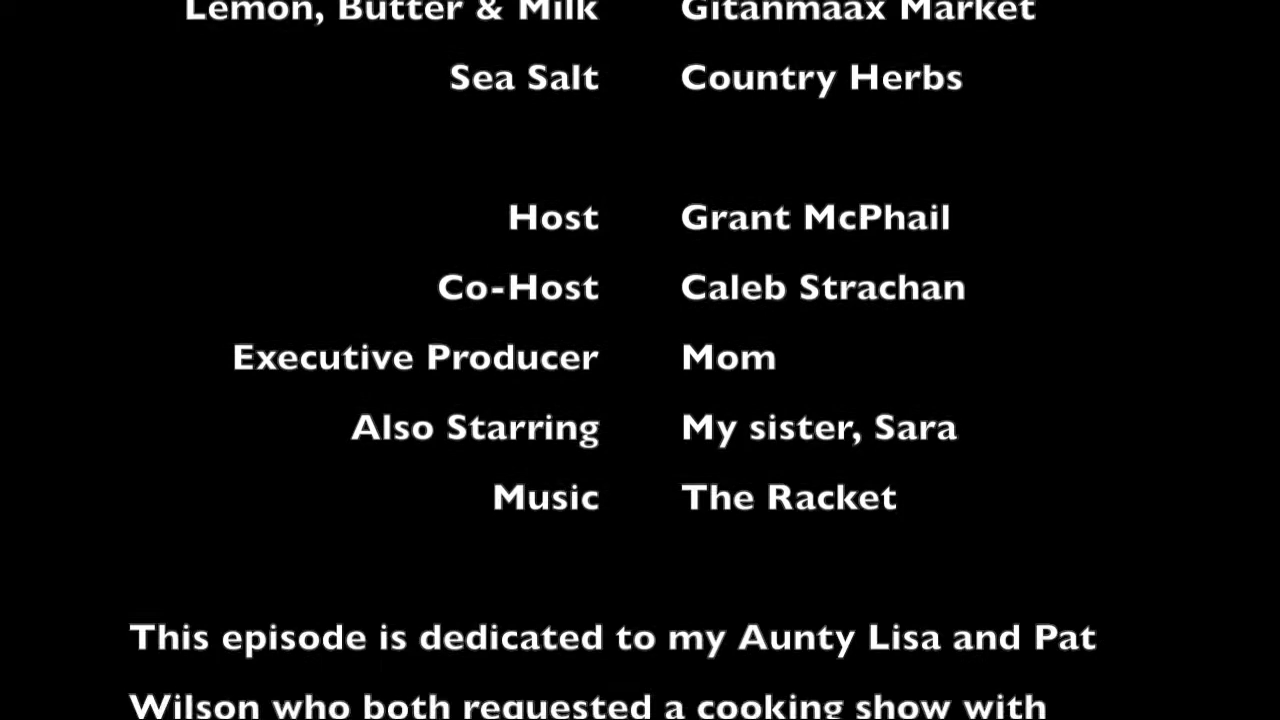 Lemon, Butter & Milk Gitanmaax Market
Sea Salt Country Herbs
Host Grant McPhail
Co-Host Caleb Strachan
Executive Producer Mom
Also Starring My sister, Sara
Music The Racket
This episode is dedicated to my Aunty Lisa and Pat
Wilson who both requested a cooking show with